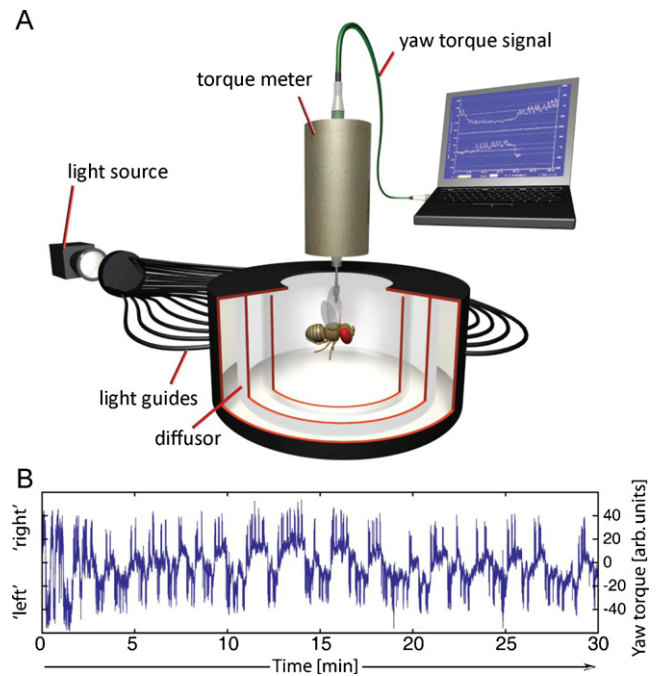 A
yaw torque signal
torque meter
light source
light guides
diffusor
B
'right'
'left'
40
20
0
-20
-40
Yaw torque [arb.units]
0 5 10 15 20 25 30
Time [min]